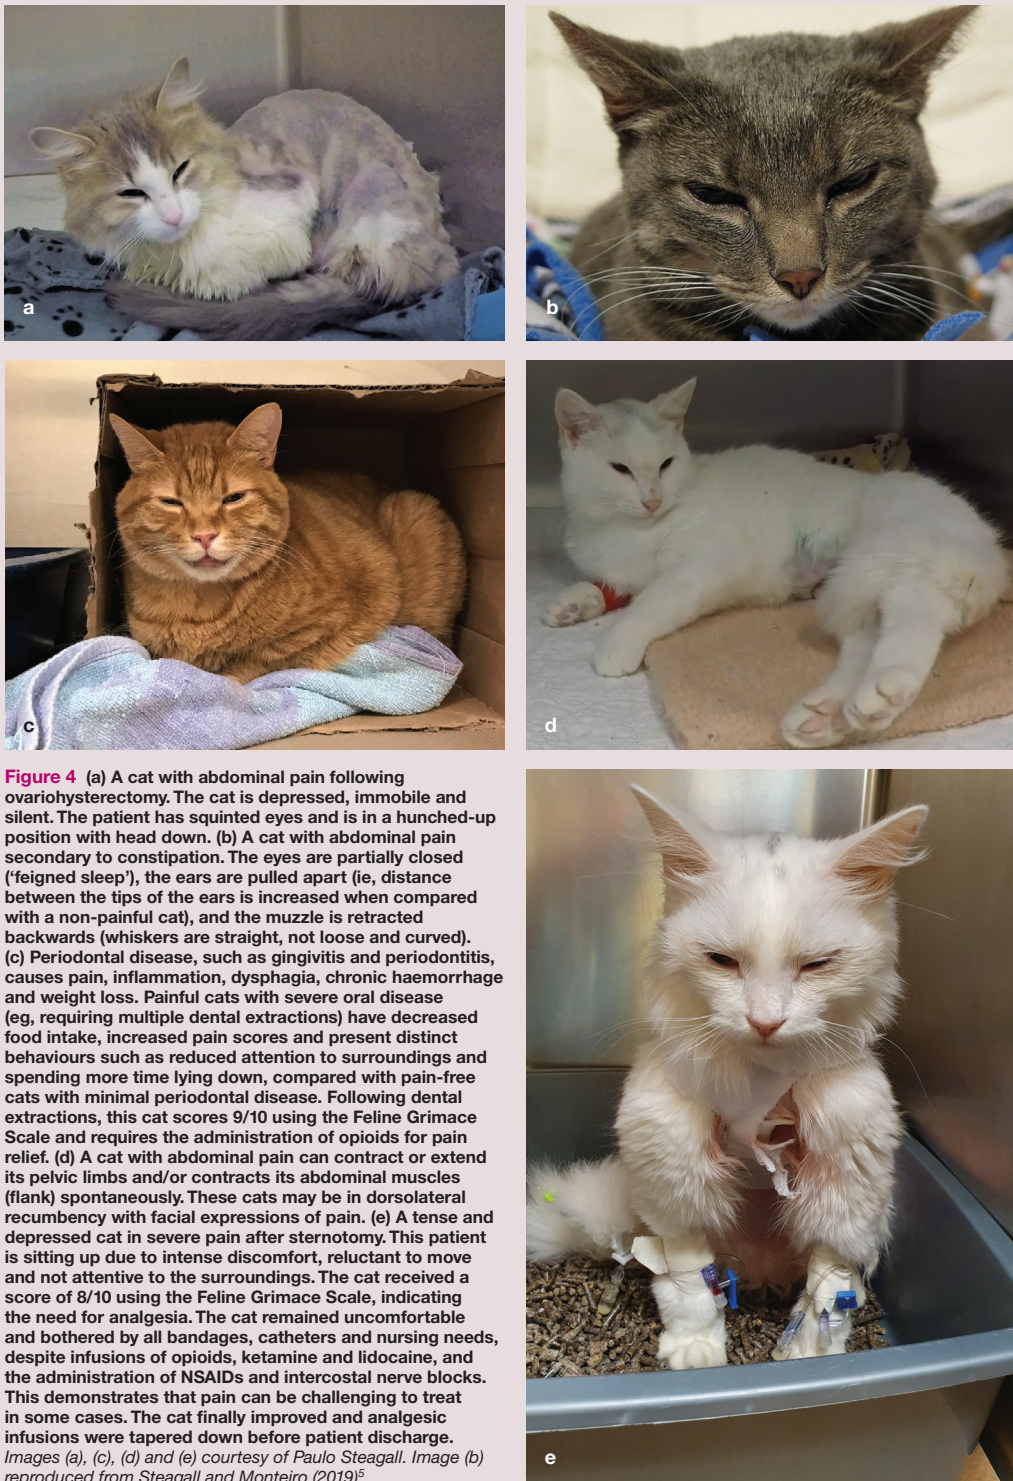 a
b
c
d
Figure 4 (a) A cat with abdominal pain following
ovariohysterectomy. The cat is depressed, immobile and
silent. The patient has squinted eyes and is in a hunched-up
position with head down. (b) A cat with abdominal pain
secondary to constipation. The eyes are partially closed
(‘feigned sleep’), the ears are pulled apart (ie, distance
between the tips of the ears is increased when compared
with a non-painful cat), and the muzzle is retracted
backwards (whiskers are straight, not loose and curved).
(c) Periodontal disease, such as gingivitis and periodontitis,
causes pain, inflammation, dysphagia, chronic haemorrhage
and weight loss. Painful cats with severe oral disease
(eg, requiring multiple dental extractions) have decreased
food intake, increased pain scores and present distinct
behaviours such as reduced attention to surroundings and
spending more time lying down, compared with pain-free
cats with minimal periodontal disease. Following dental
extractions, this cat scores 9/10 using the Feline Grimace
Scale and requires the administration of opioids for pain
relief. (d) A cat with abdominal pain can contract or extend
its pelvic limbs and/or contracts its abdominal muscles
(flank) spontaneously. These cats may be in dorsolateral
recumbency with facial expressions of pain. (e) A tense and
depressed cat in severe pain after sternotomy. This patient
is sitting up due to intense discomfort, reluctant to move
and not attentive to the surroundings. The cat received a
score of 8/10 using the Feline Grimace Scale, indicating
the need for analgesia. The cat remained uncomfortable
and bothered by all bandages, catheters and nursing needs,
despite infusions of opioids, ketamine and lidocaine, and
the administration of NSAIDs and intercostal nerve blocks.
This demonstrates that pain can be challenging to treat
in some cases. The cat finally improved and analgesic
infusions were tapered down before patient discharge.
Images (a), (c), (d) and (e) courtesy of Paulo Steagall. Image (b)
reproduced from Steagall and Monteiro (2019)5
e